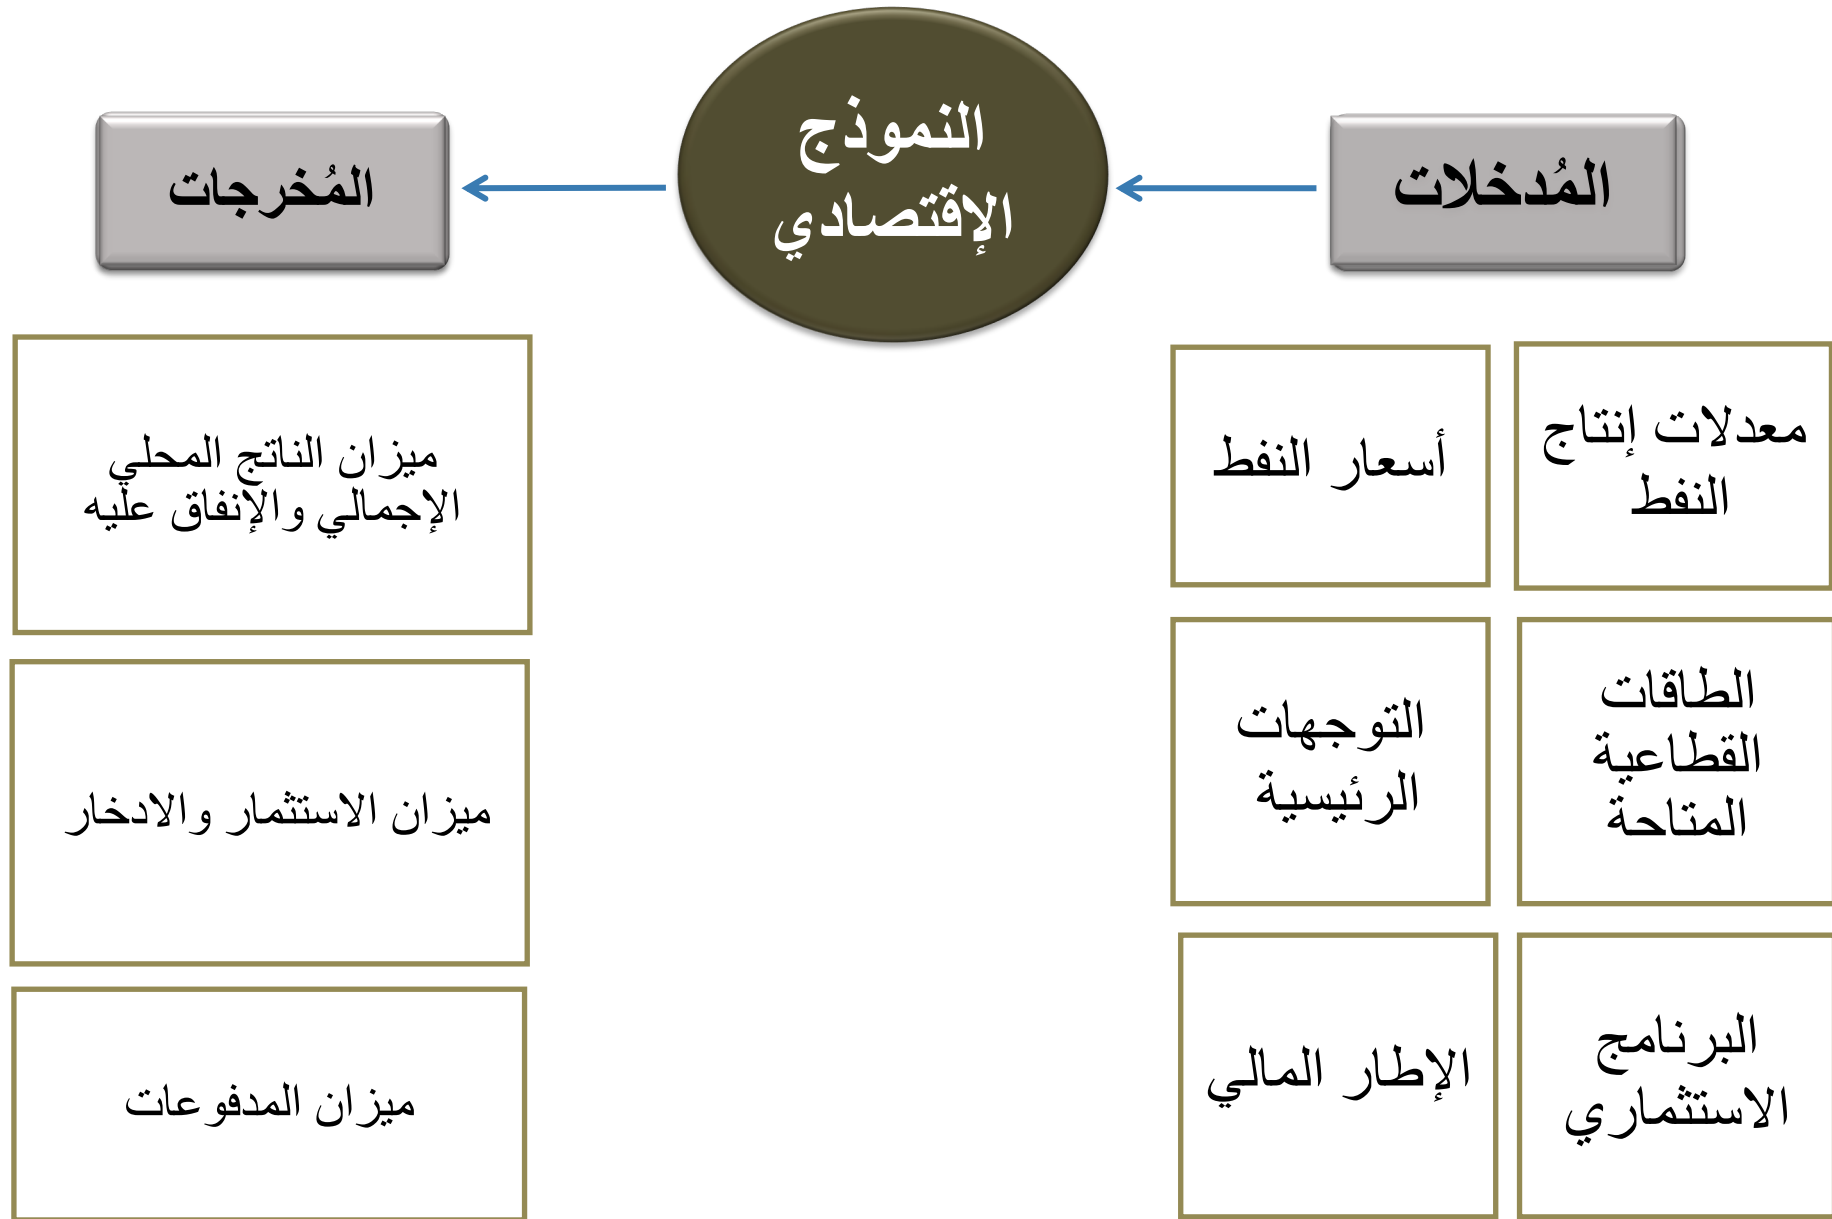 المُدخلات
النموذج
الإقتصادي
المُخرجات
معدلات إنتاج
النفط
أسعار النفط
الطاقات
القطاعية
المتاحة
التوجهات
الرئيسية
البرنامج
الاستثماري
الإطار المالي
ميزان الناتج المحلي
الإجمالي والإنفاق عليه
ميزان الاستثمار والادخار
ميزان المدفوعات